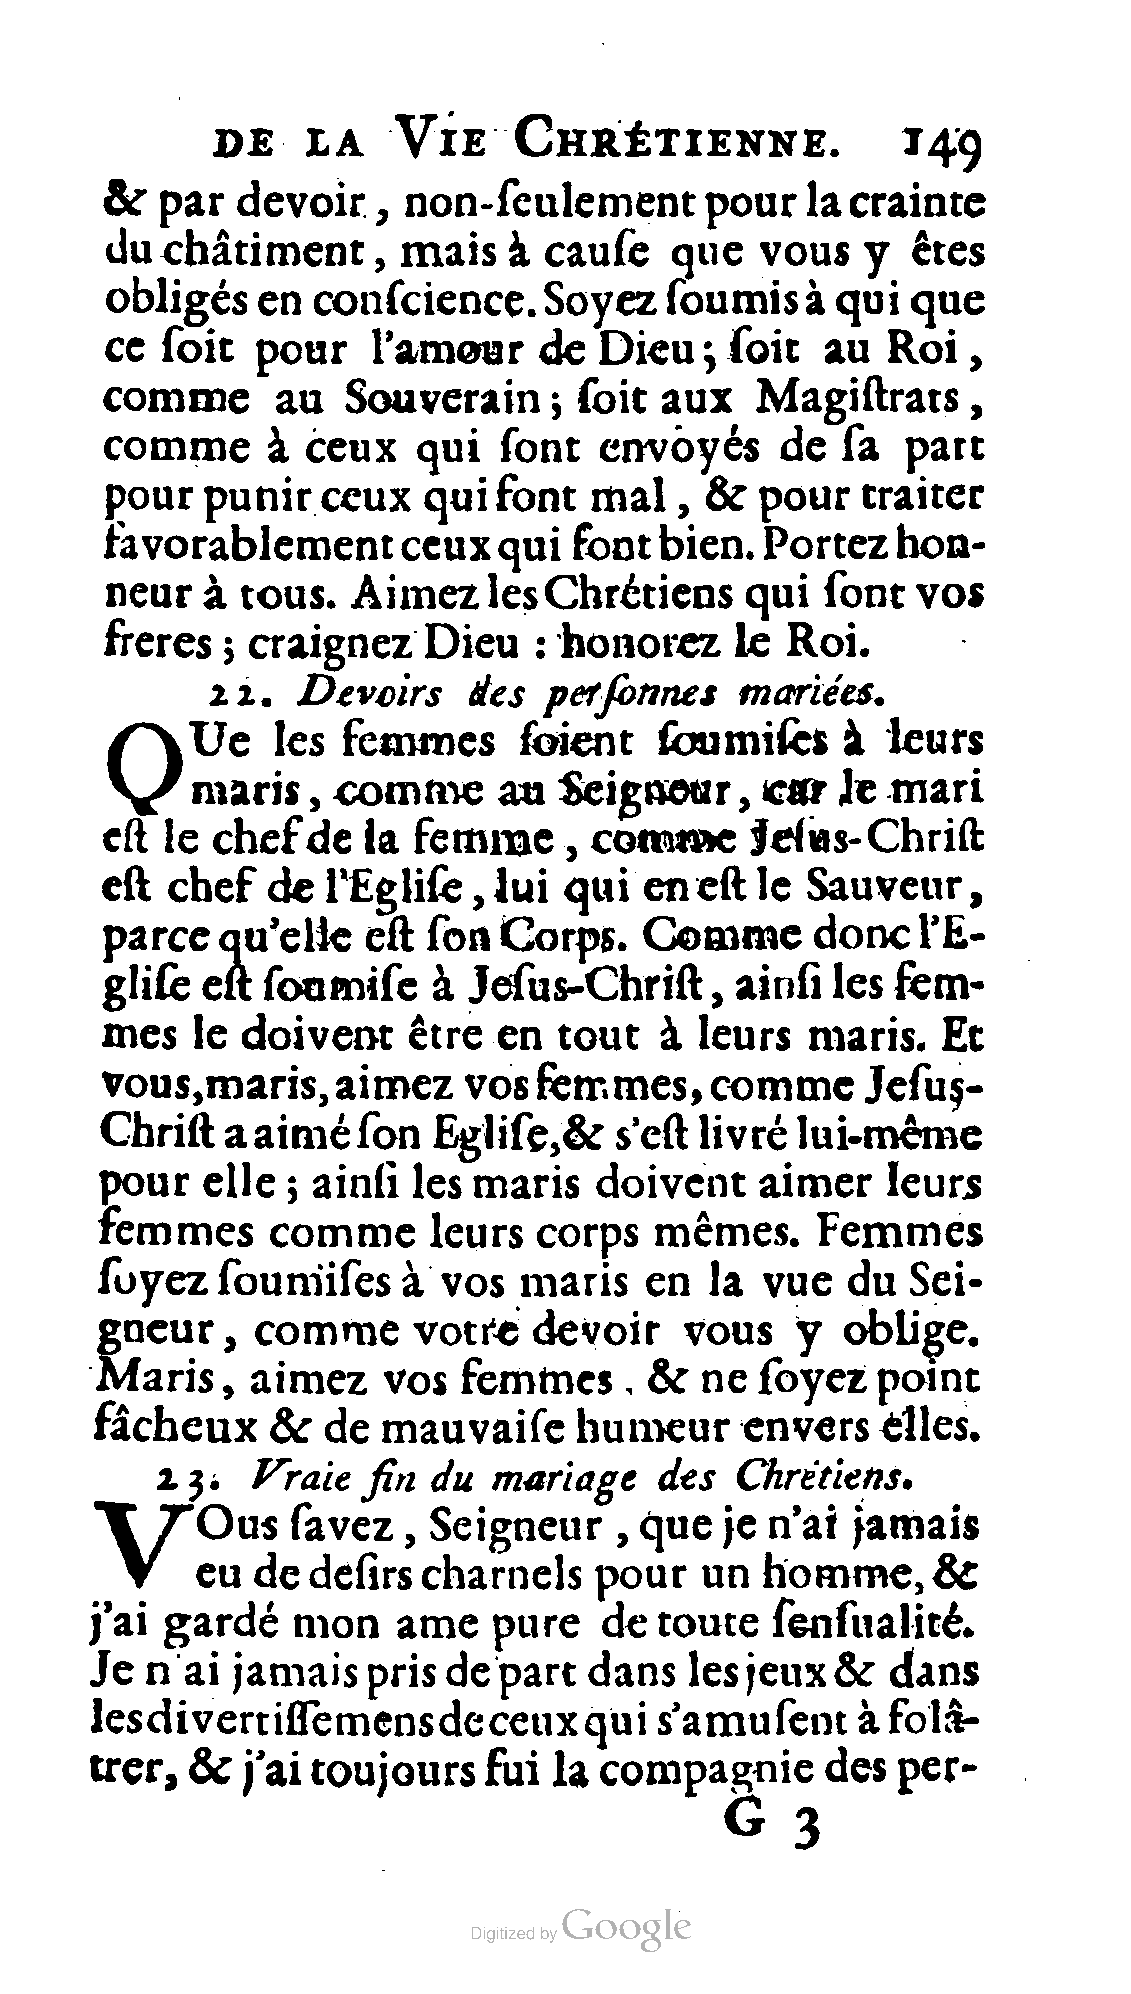 DE LA VIE CHRÉTIENNE. 149
& par devoir, non-ſeulement pour la crainte
du châtiment, mais à cauſe que vous y êtes
obligés en conſcience. Soyez ſoumis à qui que
ce ſoit pour l'amour de Dieu; ſoit au Roi,
comme au Souverain; ſoit aux Magiſtrats,
comme à ceux qui ſont envoyés de ſa part
pour punir ceux qui font mal, & pour traiter
favorablement ceux qui font bien. Portez hon-
neur à tous. Aimez les Chrétiens qui ſont vos
freres; craignez Dieu : honorez le Roi.
22. Devoirs des perſonnes mariées.
QUe les femmes ſoient ſoumiſes à leurs
maris, comme au Seigneur, car le mari
eſt le chef de la femme, comme Jeſus-Chriſt
eſt chef de l'Egliſe, lui qui en eſt le Sauveur,
parce qu'elle eſt ſon Corps. Comme donc l'E-
gliſe eſt ſoumiſe à Jeſus-Chriſt, ainſi les fem-
mes le doivent être en tout à leurs maris. Et
vous, maris, aimez vos femmes, comme Jeſus-
Chriſt a aimé ſon Egliſe, & s'eſt livré lui-même
pour elle; ainſi les maris doivent aimer leurs
femmes comme leurs corps mêmes. Femmes
ſoyez ſoumiſes à vos maris en la vue du Sei-
gneur, comme votre devoir vous y oblige.
Maris, aimez vos femmes, & ne ſoyez point
fâcheux & de mauvaiſe humeur envers elles.
23. Vraie fin du mariage des Chrétiens.
VOus ſavez, Seigneur, que je n'ai jamais
eu de deſirs charnels pour un homme, &
j'ai gardé mon ame pure de toute ſenſualité.
Je n'ai jamais pris de part dans les jeux & dans
les divertiſſemens de ceux qui s'amuſent à folâ-
trer, & j'ai toujours fui la compagnie des per-
G 3
Digitized by Google